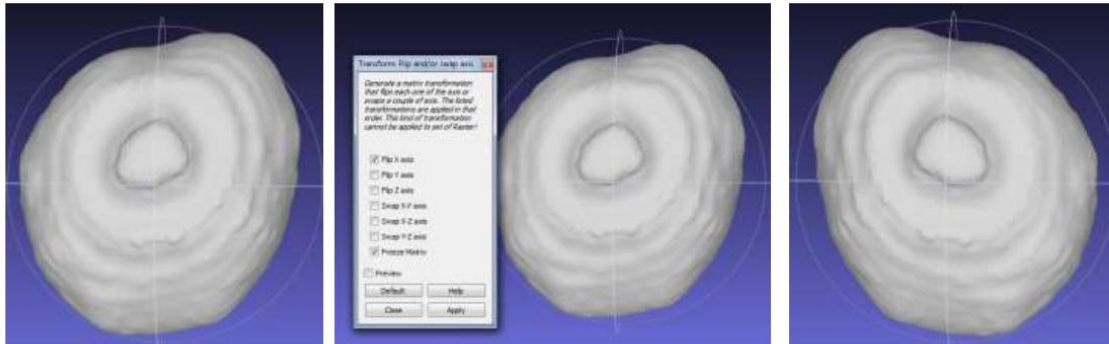 Transform: Flip and/or swap axis
Generate a matrix transformation
that flips each one of the axis or
swaps a couple of axis. The listed
transformations are applied in that
order. This kind of transformation
cannot be applied to set of Raster!
Flip X axis
Flip Y axis
Flip Z axis
Swap X-Y axis
Swap X-Z axis
Swap Y-Z axis
Freeze Matrix
Preview
Default Help
Close Apply